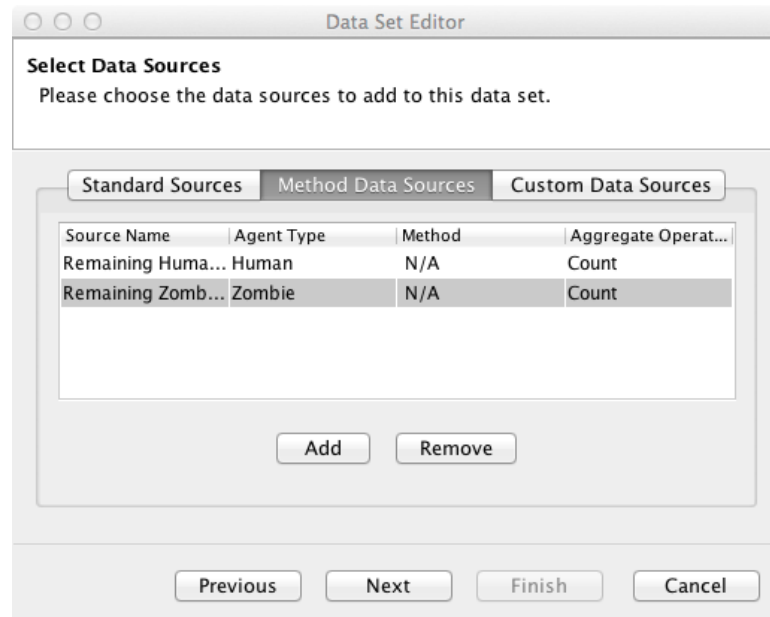 Data Set Editor
Select Data Sources
Please choose the data sources to add to this data set.
Standard Sources Method Data Sources Custom Data Sources
Source Name Agent Type Method Aggregate Operat...
Remaining Huma... Human N/A Count
Remaining Zomb... Zombie N/A Count
Add Remove
Previous Next Finish Cancel